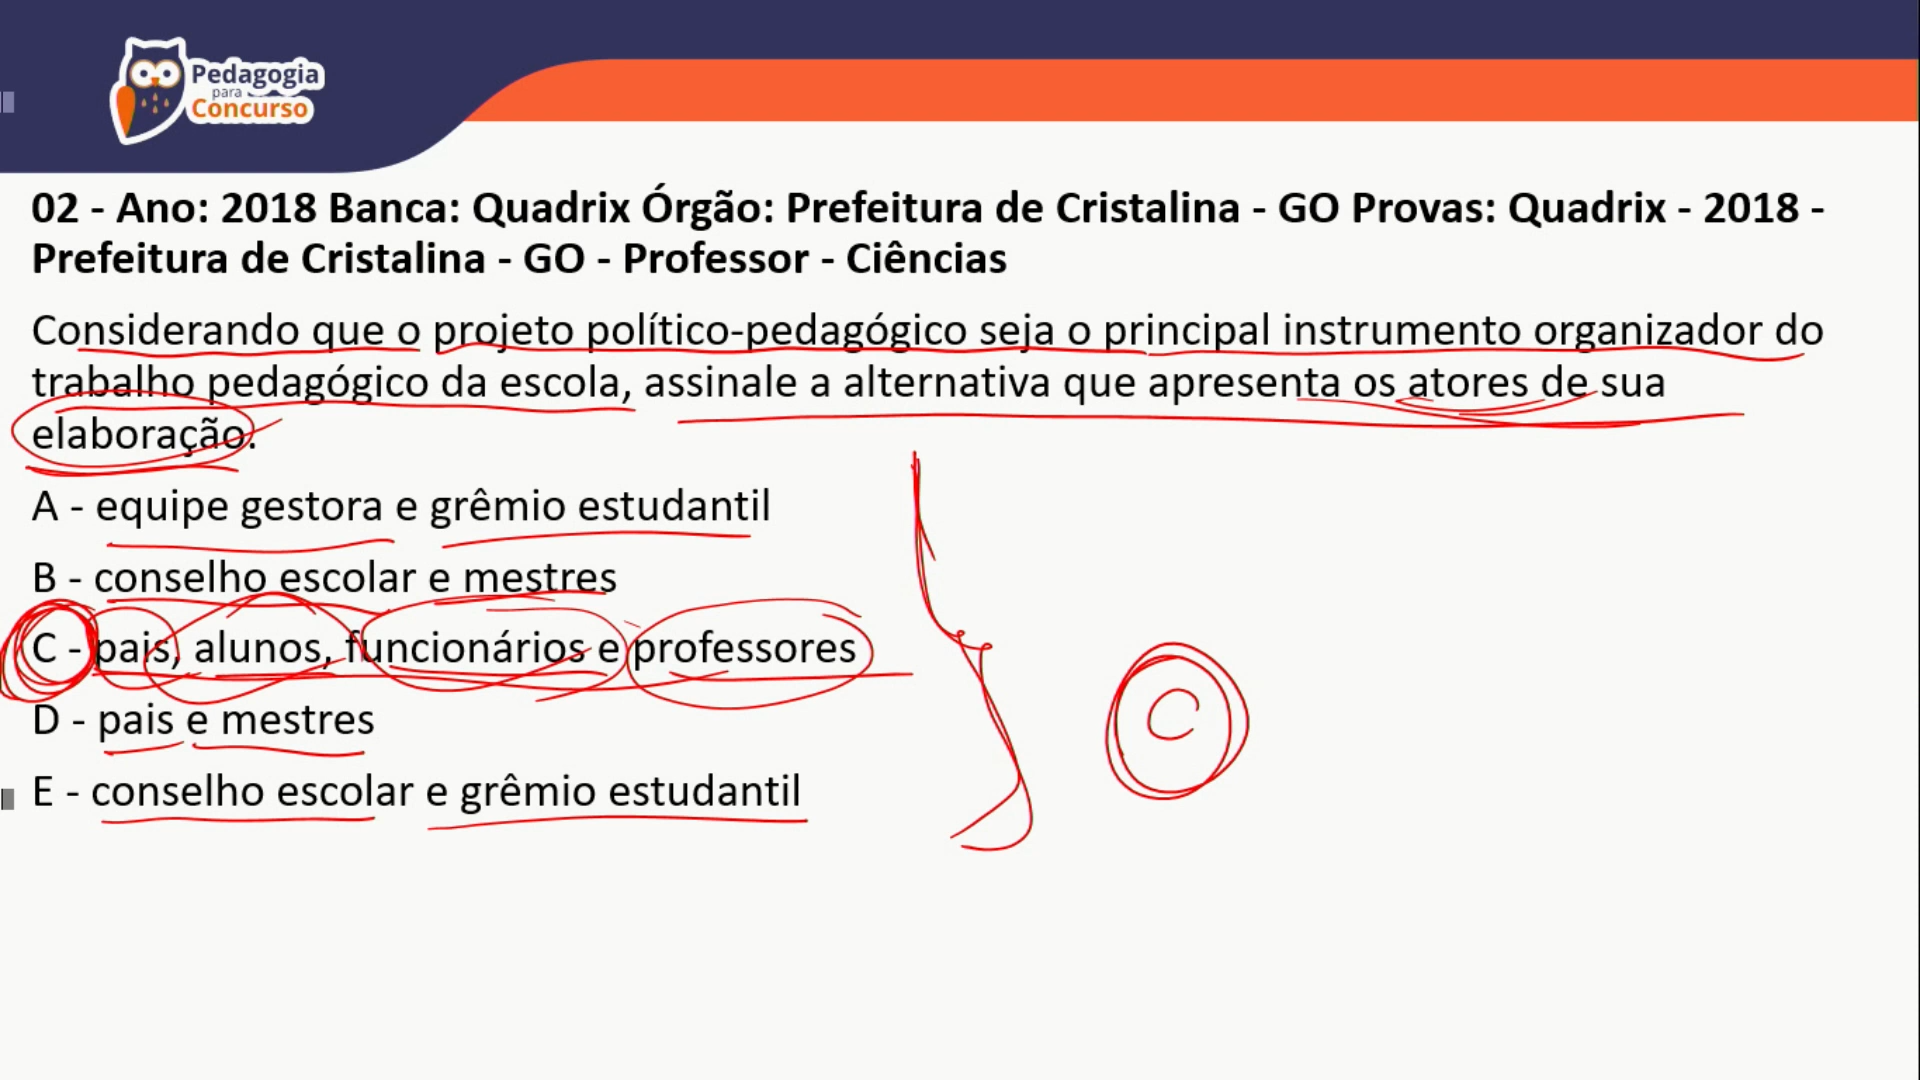 Pedagogia
para
Concurso
02 - Ano: 2018 Banca: Quadrix Órgão: Prefeitura de Cristalina - GO Provas: Quadrix - 2018 -
Prefeitura de Cristalina - GO - Professor - Ciências
Considerando que o projeto político-pedagógico seja o principal instrumento organizador do
trabalho pedagógico da escola, assinale a alternativa que apresenta os atores de sua
elaboração.
A - equipe gestora e grêmio estudantil
B - conselho escolar e mestres
C - pais, alunos, funcionários e professores
D - pais e mestres
E - conselho escolar e grêmio estudantil
C